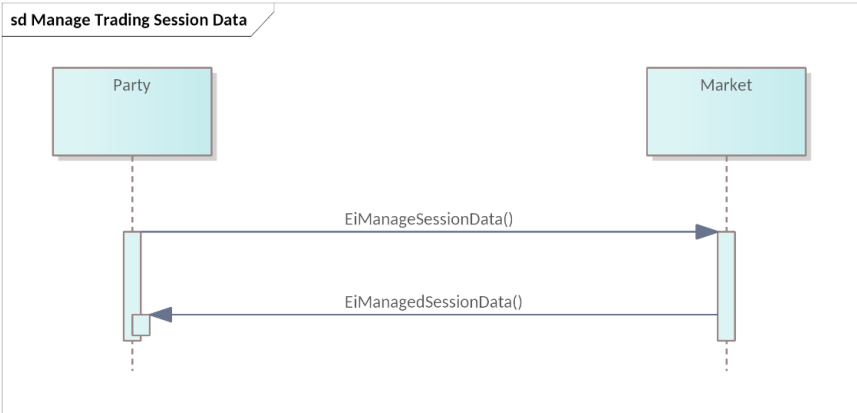 sd Manage Trading Session Data
Party
Market
EiManageSessionData()
EiManagedSessionData()